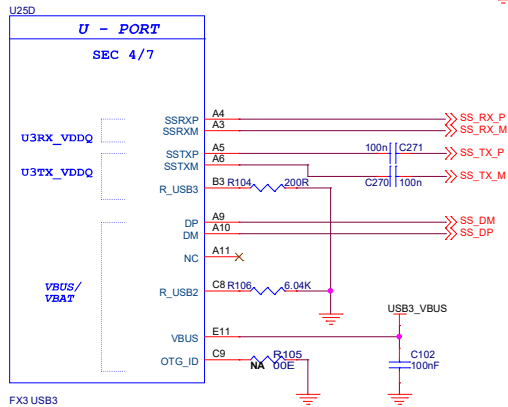 U25D
U - PORT
SEC 4/7
SSRXP A4 SS_RX_P
SSRXM A3 SS_RX_M
U3RX_VDDQ
SSTXP A5 100n C271 SS_TX_P
SSTXM A6 C270 100n SS_TX_M
U3TX_VDDQ
R_USB3 B3 R104 200R
DP A9 SS_DM
DM A10 SS_DP
NC A11
VBUS/
VBAT
R_USB2 C8 R106 6.04K
USB3_VBUS
VBUS E11
C102
100nF
OTG_ID C9 R105
NA 00E
FX3 USB3